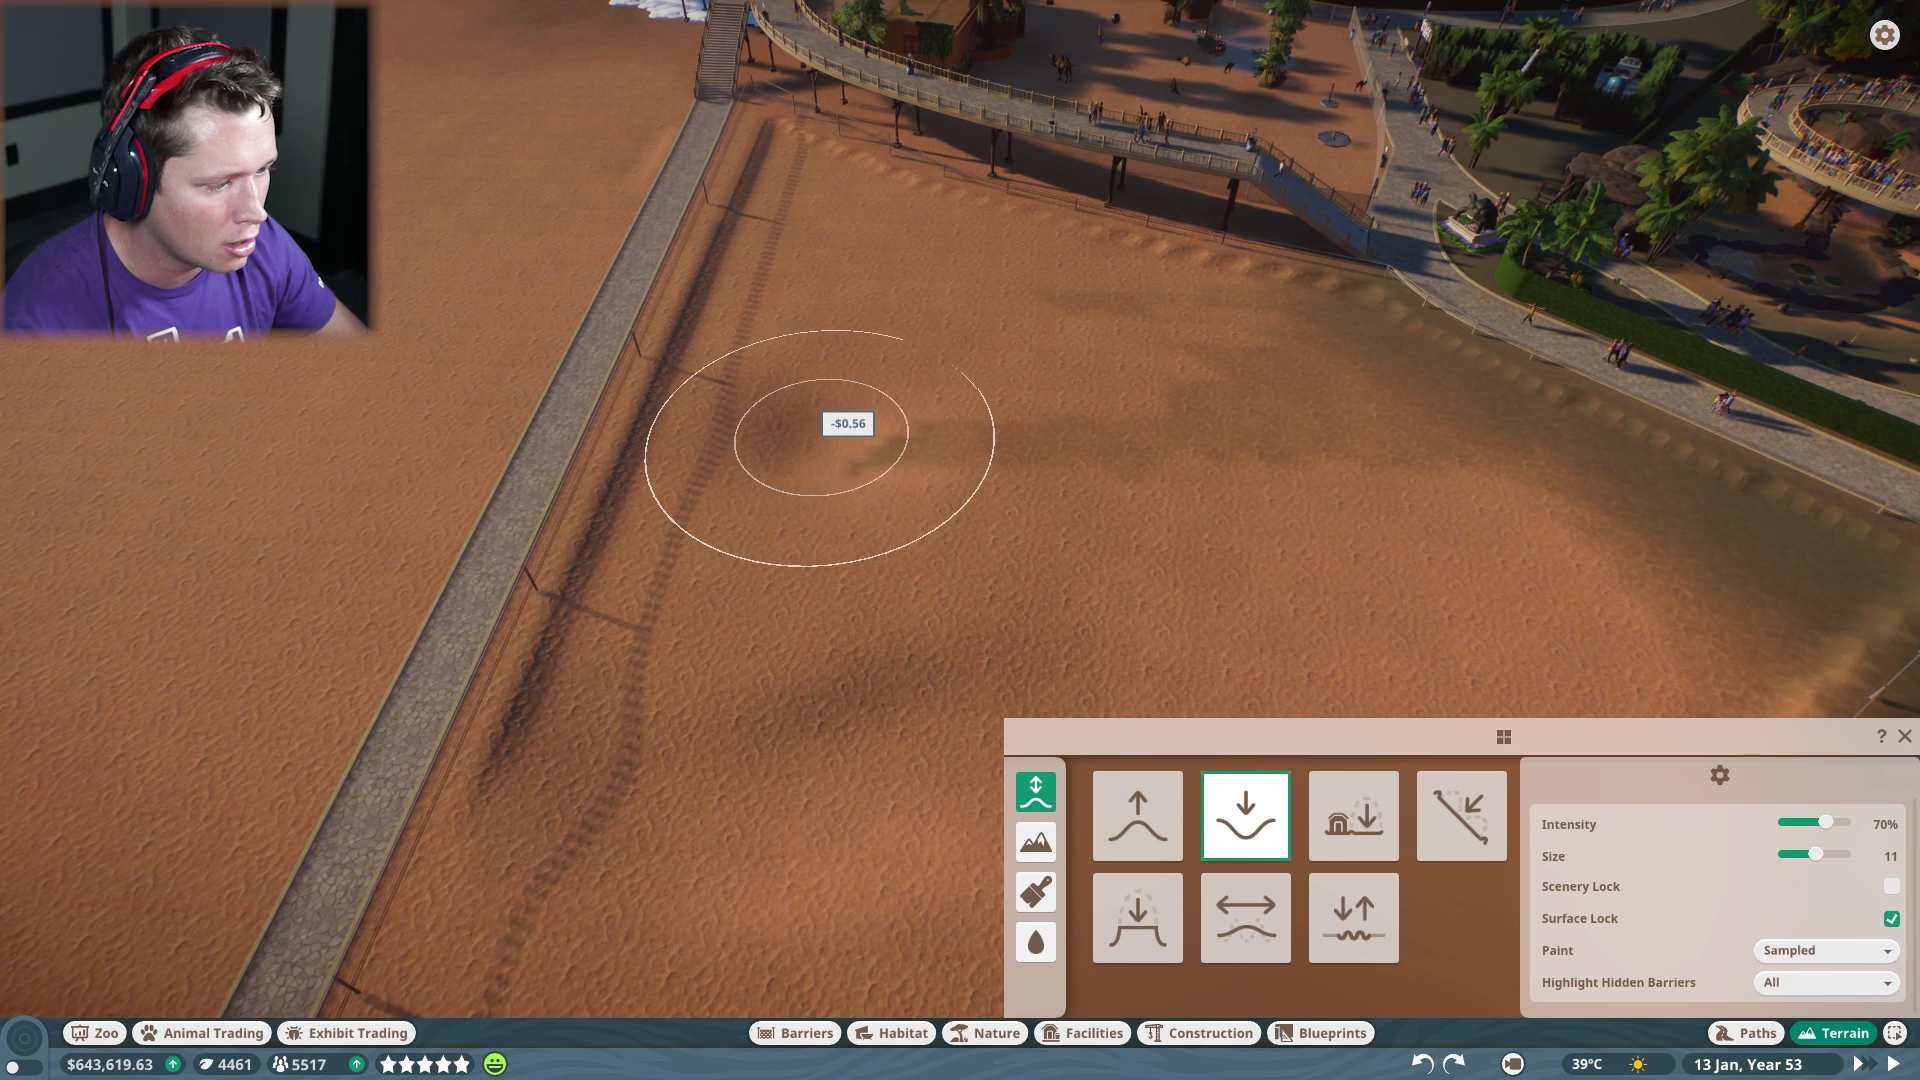 -$0.56
?
Intensity 70%
Size 11
Scenery Lock
Surface Lock
Paint Sampled
Highlight Hidden Barriers All
Zoo Animal Trading Exhibit Trading Barriers Habitat Nature Facilities Construction Blueprints Paths Terrain
$643,619.63 4461 5517 39°C 13 Jan, Year 53